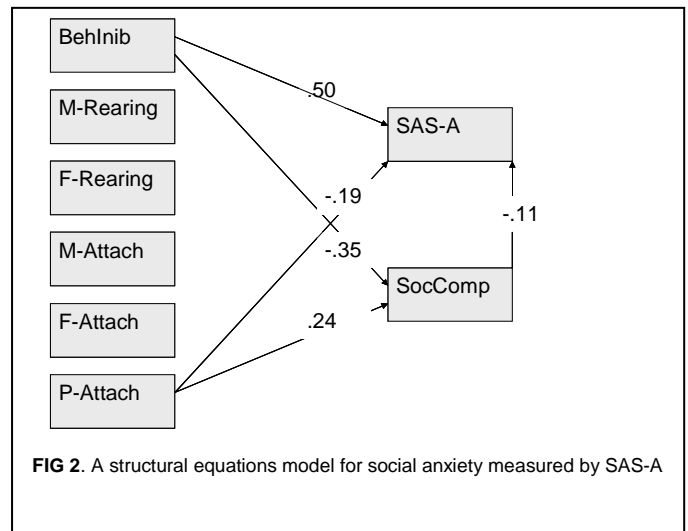 BehInib
.50
M-Rearing
SAS-A
F-Rearing
-.19
-.11
M-Attach
-.35
SocComp
F-Attach
.24
P-Attach
FIG 2. A structural equations model for social anxiety measured by SAS-A